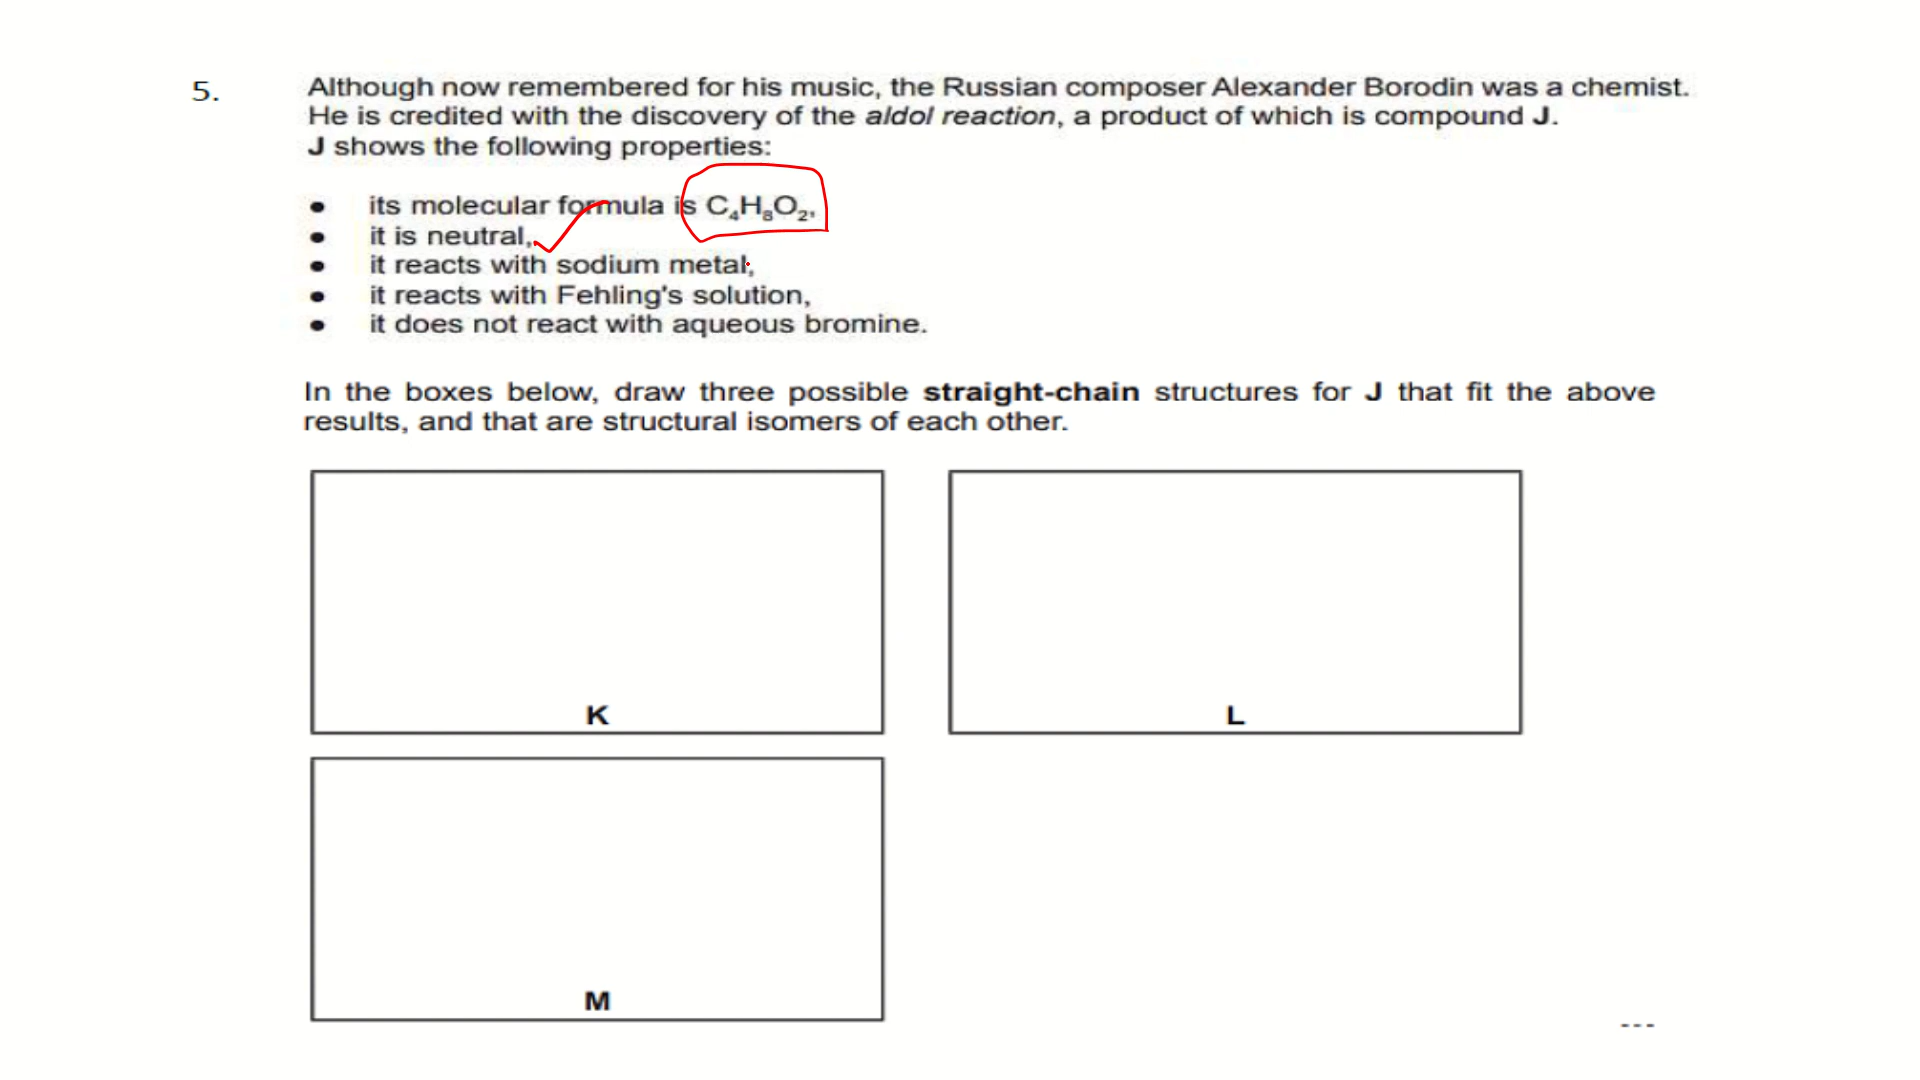 5. Although now remembered for his music, the Russian composer Alexander Borodin was a chemist.
He is credited with the discovery of the aldol reaction, a product of which is compound J.
J shows the following properties:
• its molecular formula is C₄H₈O₂,
• it is neutral,
• it reacts with sodium metal,
• it reacts with Fehling's solution,
• it does not react with aqueous bromine.
In the boxes below, draw three possible straight-chain structures for J that fit the above
results, and that are structural isomers of each other.
K
L
M
---